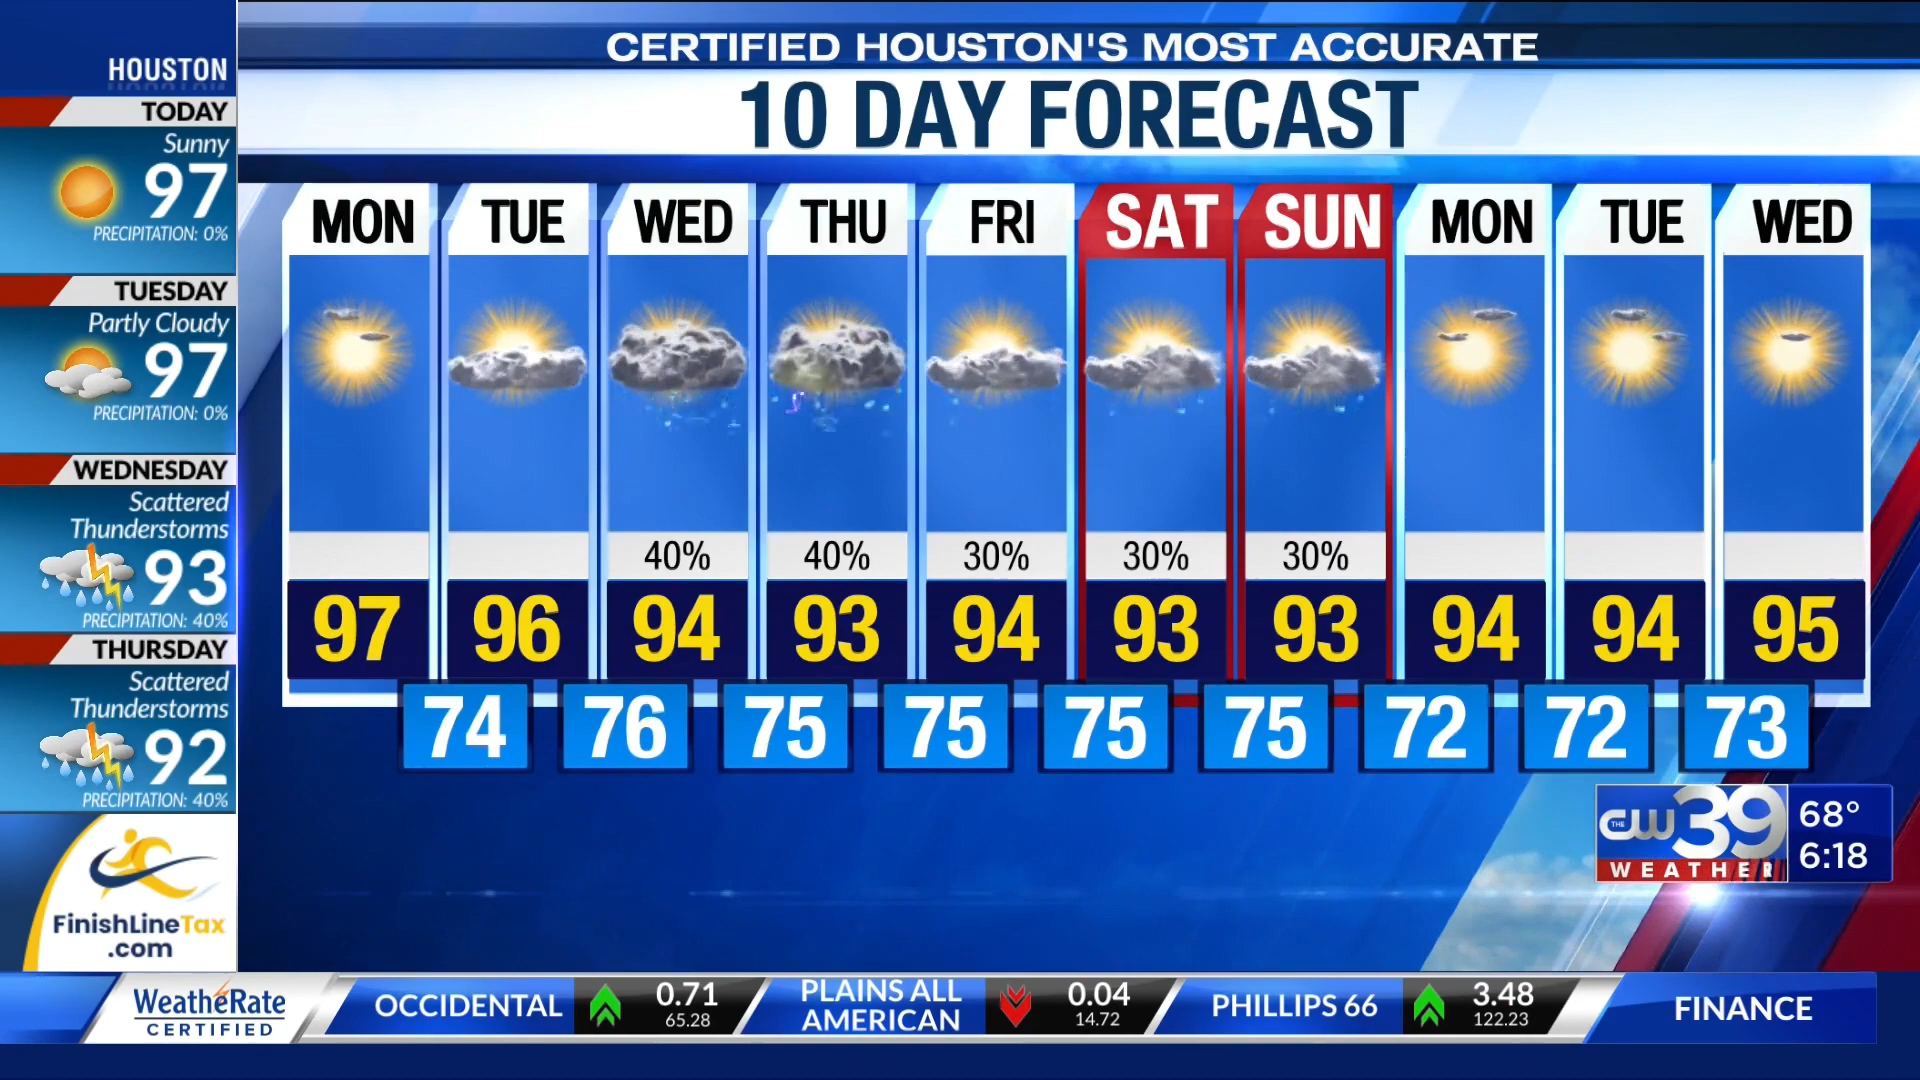 HOUSTON
TODAY
Sunny
97
PRECIPITATION: 0%
TUESDAY
Partly Cloudy
97
PRECIPITATION: 0%
WEDNESDAY
Scattered
Thunderstorms
93
PRECIPITATION: 40%
THURSDAY
Scattered
Thunderstorms
92
PRECIPITATION: 40%
FinishLineTax
.com
CERTIFIED HOUSTON'S MOST ACCURATE
10 DAY FORECAST
MON TUE WED THU FRI SAT SUN MON TUE WED
40% 40% 30% 30% 30%
97 96 94 93 94 93 93 94 94 95
74 76 75 75 75 75 72 72 73
THE CW 39
WEATHER
68°
6:18
WeatheRate
CERTIFIED
OCCIDENTAL
0.71
65.28
PLAINS ALL
AMERICAN
0.04
14.72
PHILLIPS 66
3.48
122.23
FINANCE